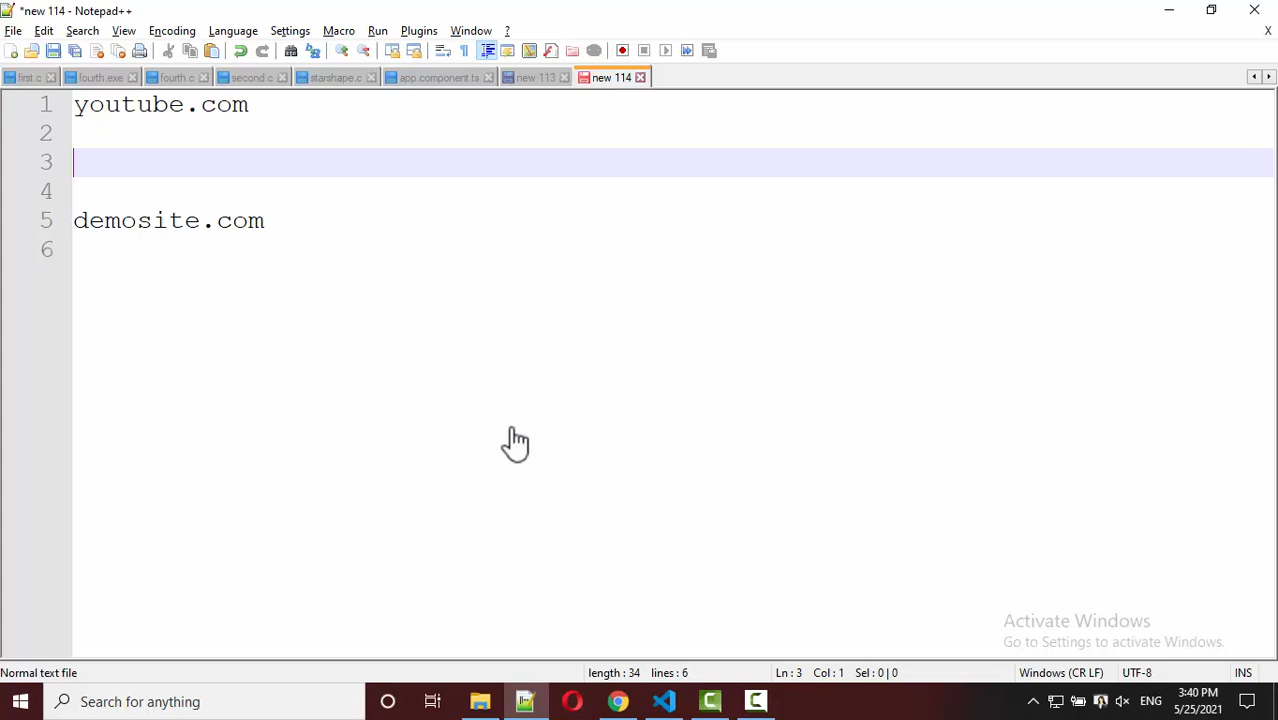 *new 114 - Notepad++
File Edit Search View Encoding Language Settings Macro Run Plugins Window ? X
first.c fourth.exe fourth.c second.c starshape.c app.component.ts new 113 new 114
1 youtube.com
2
3
4
5 demosite.com
6
Activate Windows
Go to Settings to activate Windows.
Normal text file length : 34 lines : 6 Ln : 3 Col : 1 Sel : 0 | 0 Windows (CR LF) UTF-8 INS
Search for anything ENG 3:40 PM
5/25/2021